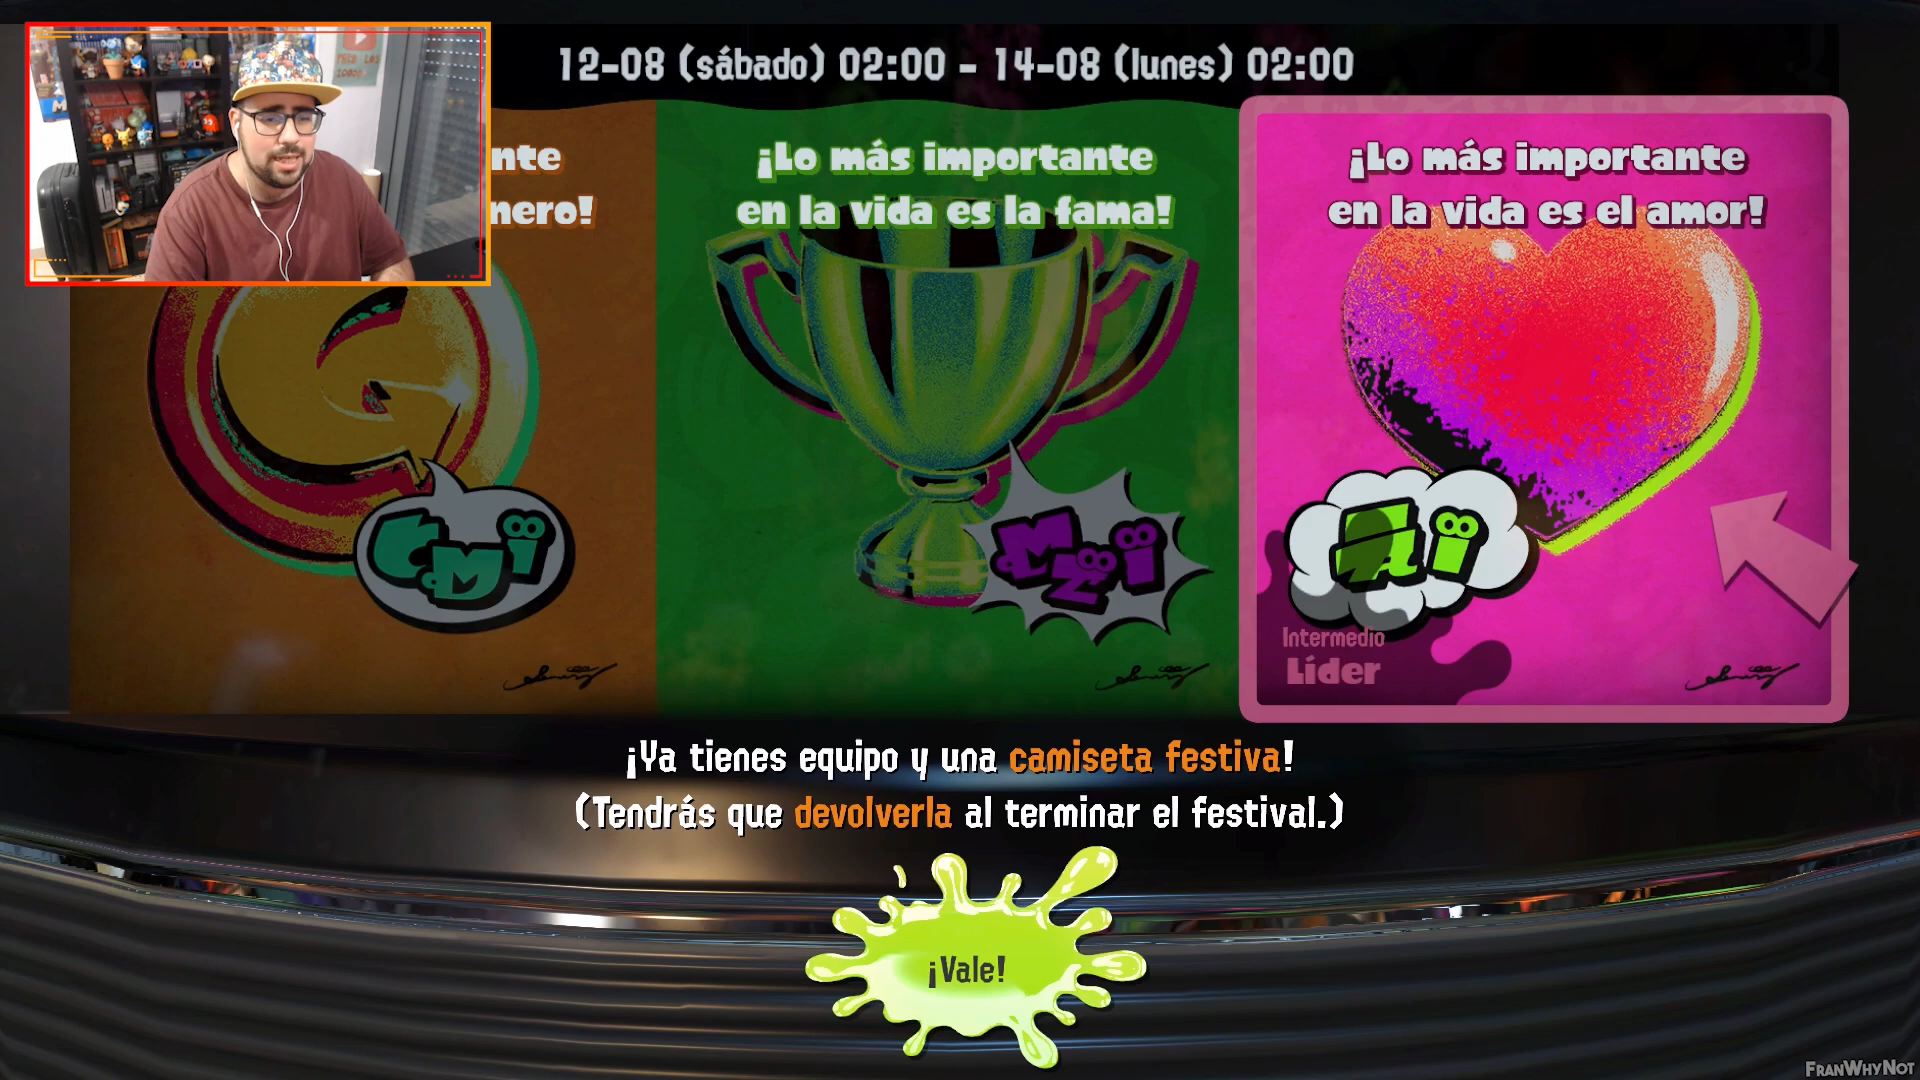 12-08 (sábado) 02:00 - 14-08 (lunes) 02:00
nte
nero!
¡Lo más importante
en la vida es la fama!
¡Lo más importante
en la vida es el amor!
Intermedio
Líder
¡Ya tienes equipo y una camiseta festiva!
(Tendrás que devolverla al terminar el festival.)
¡Vale!
FranWhyNot